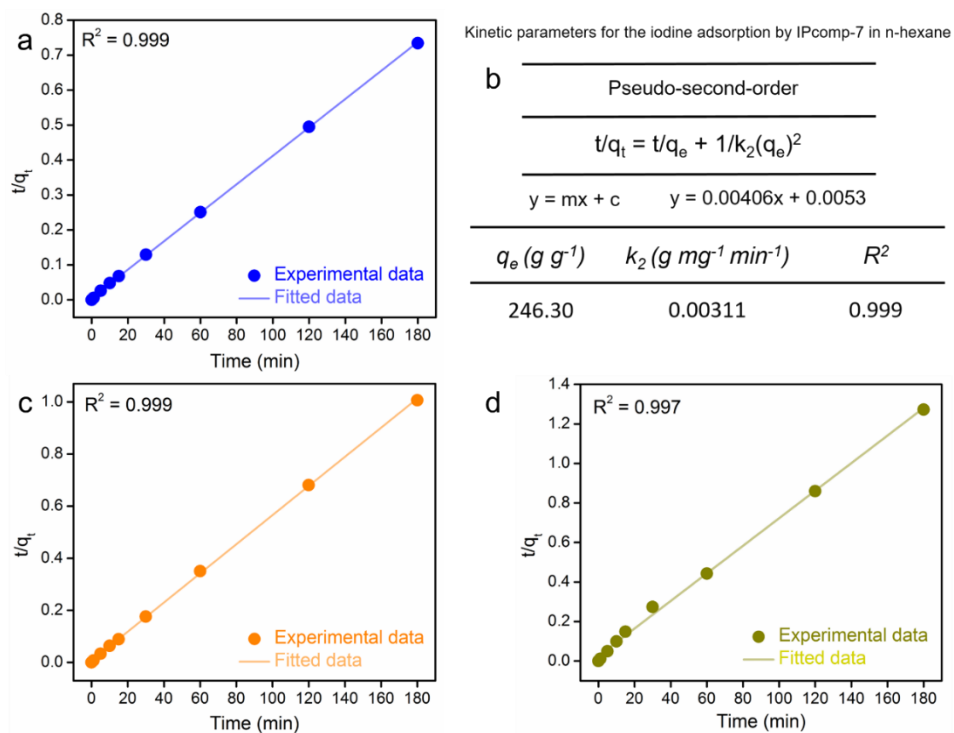 a
R² = 0.999
0.8
0.7
0.6
0.5
0.4
0.3
0.2
0.1
0.0
t/qₜ
Experimental data
Fitted data
0 20 40 60 80 100 120 140 160 180
Time (min)
Kinetic parameters for the iodine adsorption by IPcomp-7 in n-hexane
b
Pseudo-second-order
t/qₜ = t/qₑ + 1/k₂(qₑ)²
y = mx + c y = 0.00406x + 0.0053
qₑ (g g⁻¹) k₂ (g mg⁻¹ min⁻¹) R²
246.30 0.00311 0.999
c
R² = 0.999
1.0
0.8
0.6
0.4
0.2
0.0
t/qₜ
Experimental data
Fitted data
0 20 40 60 80 100 120 140 160 180
Time (min)
d
R² = 0.997
1.4
1.2
1.0
0.8
0.6
0.4
0.2
0.0
t/qₜ
Experimental data
Fitted data
0 20 40 60 80 100 120 140 160 180
Time (min)